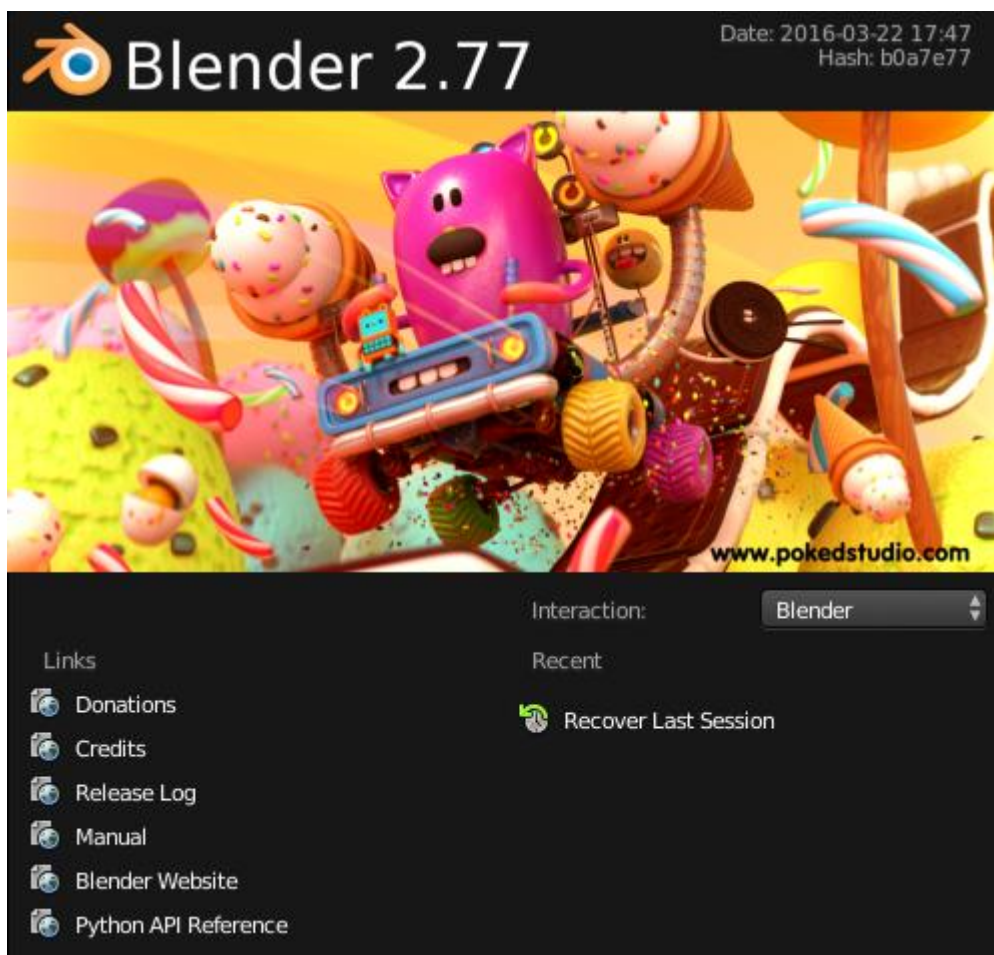 Blender 2.77
Date: 2016-03-22 17:47
Hash: b0a7e77
www.pokedstudio.com
Interaction:
Blender
Links
Donations
Credits
Release Log
Manual
Blender Website
Python API Reference
Recent
Recover Last Session